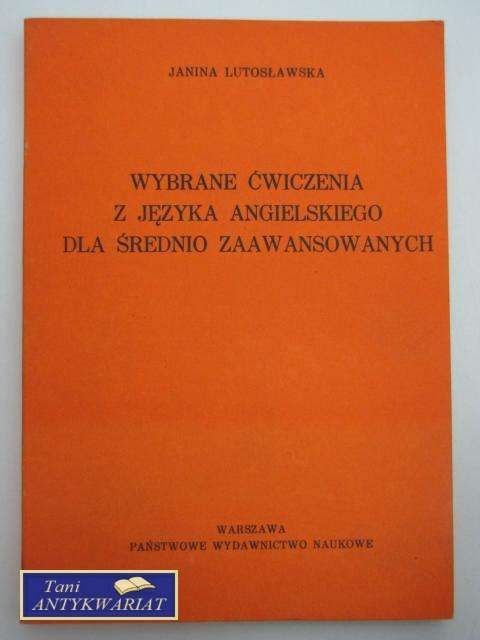 JANINA LUTOSŁAWSKA
WYBRANE ĆWICZENIA
Z JĘZYKA ANGIELSKIEGO
DLA ŚREDNIO ZAAWANSOWANYCH
WARSZAWA
PAŃSTWOWE WYDAWNICTWO NAUKOWE
Tani
ANTYKWARIAT